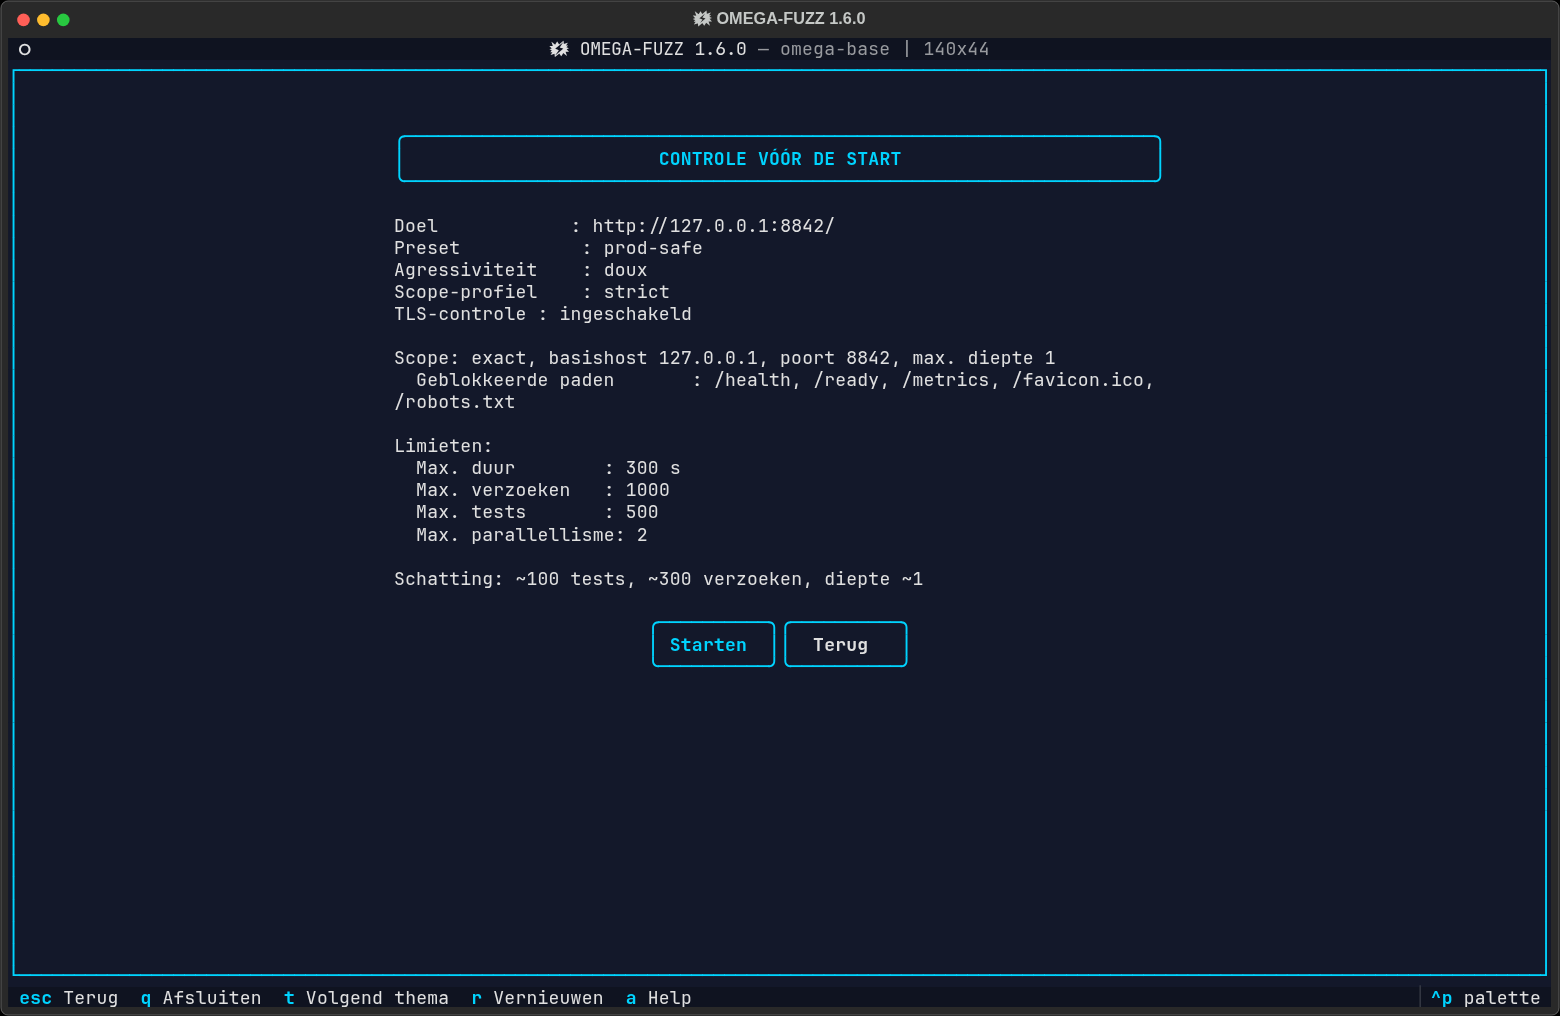 OMEGA-FUZZ 1.6.0
OMEGA-FUZZ 1.6.0 — omega-base | 140x44
CONTROLE VÓÓR DE START
Doel            : http://127.0.0.1:8842/
Preset           : prod-safe
Agressiviteit    : doux
Scope-profiel    : strict
TLS-controle : ingeschakeld
Scope: exact, basishost 127.0.0.1, poort 8842, max. diepte 1
  Geblokkeerde paden       : /health, /ready, /metrics, /favicon.ico,
/robots.txt
Limieten:
  Max. duur        : 300 s
  Max. verzoeken   : 1000
  Max. tests       : 500
  Max. parallellisme: 2
Schatting: ~100 tests, ~300 verzoeken, diepte ~1
Starten  Terug
esc Terug  q Afsluiten  t Volgend thema  r Vernieuwen  a Help  ^p palette